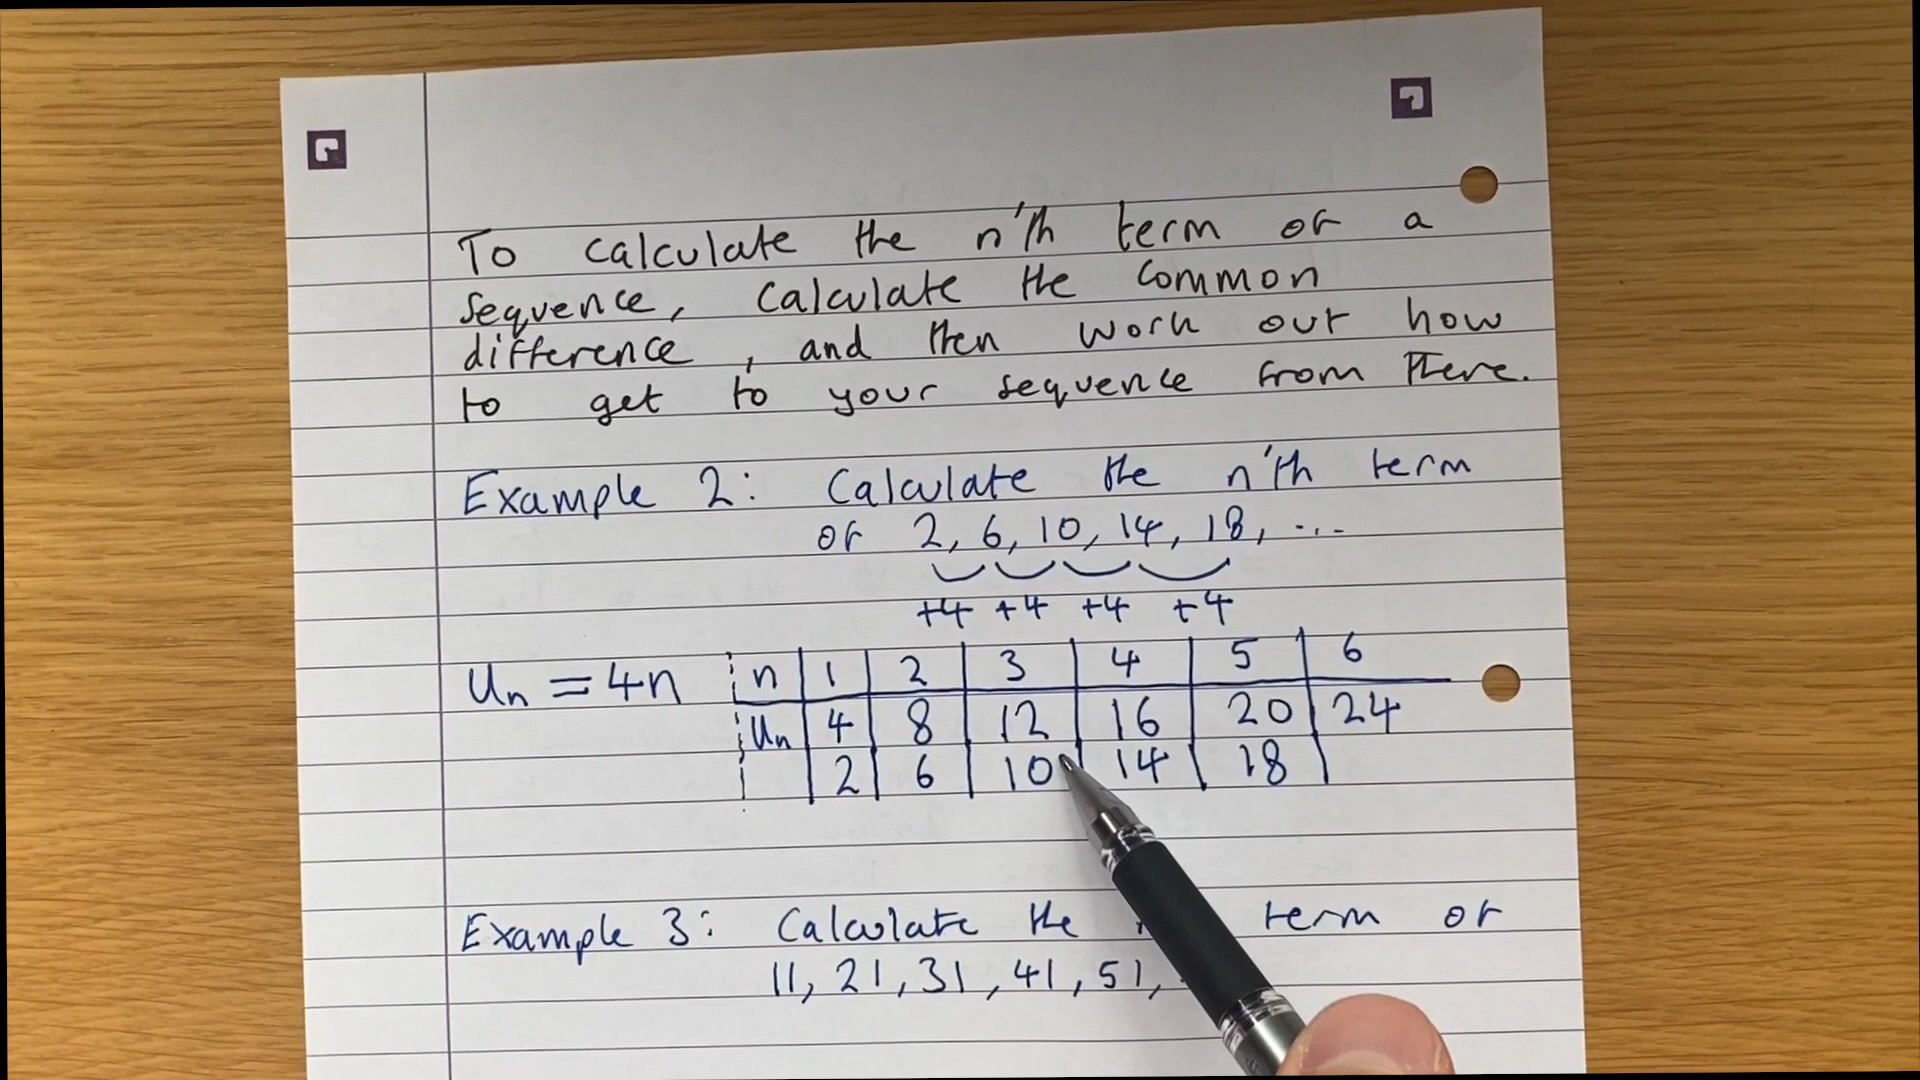 To calculate the n'th term of a
sequence, calculate the common
difference, and then work out how
to get to your sequence from there.
Example 2: Calculate the n'th term
of 2, 6, 10, 14, 18, ...
+4 +4 +4 +4
Un = 4n
n 1 2 3 4 5 6
Un 4 8 12 16 20 24
2 6 10 14 18
Example 3: Calculate the term of
11, 21, 31, 41, 51,